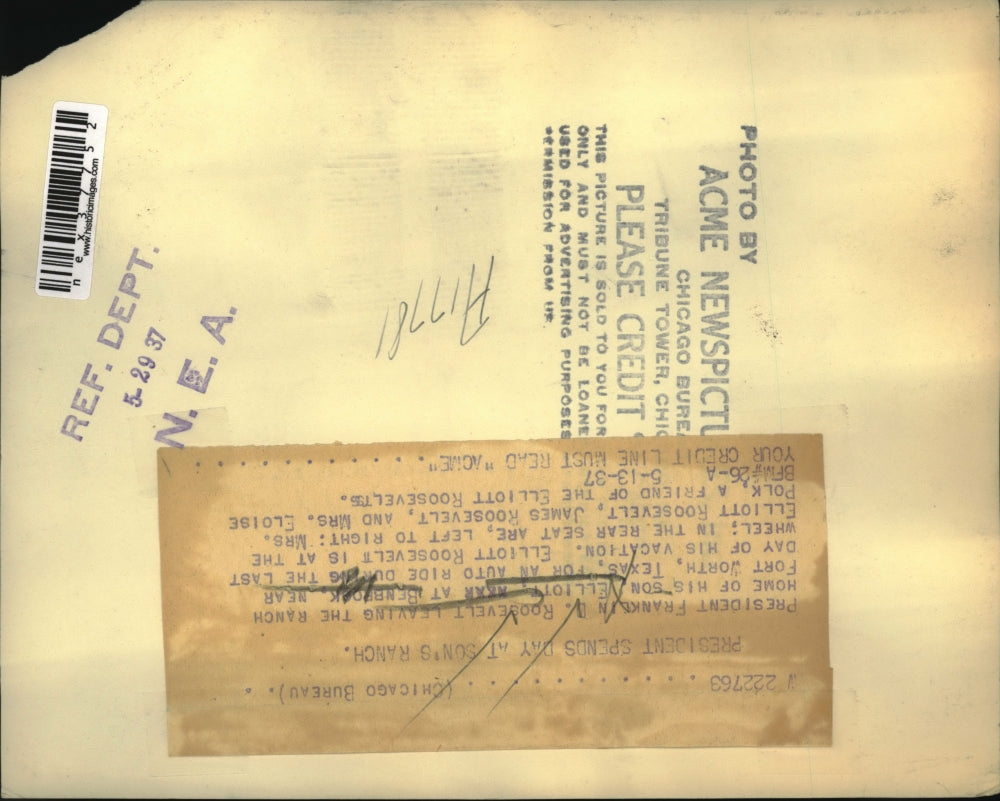 PHOTO BY
ACME NEWSPICTU
CHICAGO BUREA
TRIBUNE TOWER, CHIC
PLEASE CREDIT
THIS PICTURE IS SOLD TO YOU FOR
ONLY AND MUST NOT BE LOANE
USED FOR ADVERTISING PURPOSES
PERMISSION FROM US.
A17781
www.historicimages.com
nex37752
REF. DEPT.
5-29 37
N. E. A.
222763 . . . . . . . . . . . . (CHICAGO BUREAU). .
PRESIDENT SPENDS DAY AT SON'S RANCH.
PRESIDENT FRANKLIN D. ROOSEVELT LEAVING THE RANCH
HOME OF HIS SON ELLIOTT, NEAR AT BENBROOK, NEAR
FORT WORTH, TEXAS, FOR AN AUTO RIDE DURING THE LAST
DAY OF HIS VACATION. ELLIOTT ROOSEVELT IS AT THE
WHEEL; IN THE REAR SEAT ARE, LEFT TO RIGHT: MRS.
ELLIOTT ROOSEVELT, JAMES ROOSEVELT, AND MRS. ELOISE
POLK, A FRIEND OF THE ELLIOTT ROOSEVELTS.
BFM#26-A 5-13-37
YOUR CREDIT LINE MUST READ "ACME" . . . . . . . . . . . .